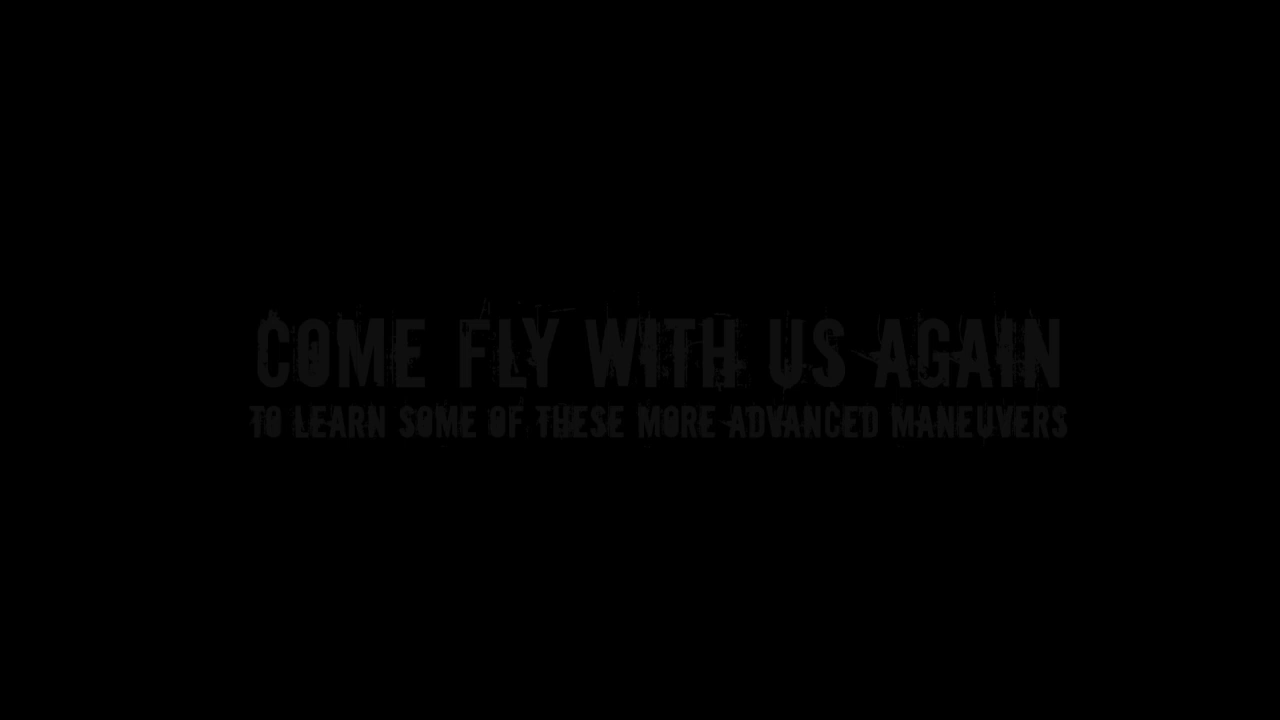 COME FLY WITH US AGAIN
TO LEARN SOME OF THESE MORE ADVANCED MANEUVERS